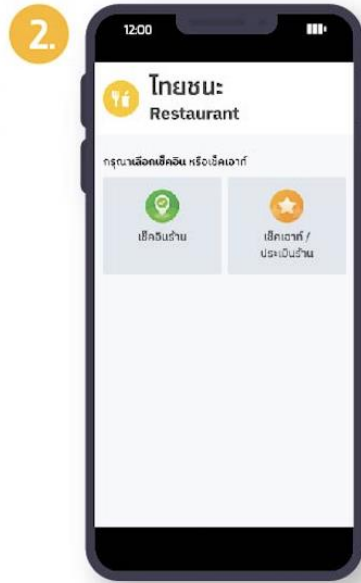 2.
12:00
ไทยชนะ
Restaurant
กรุณาเลือกเช็คอิน หรือเช็คเอาท์
เช็คอินร้าน
เช็คเอาท์ /
ประเมินร้าน